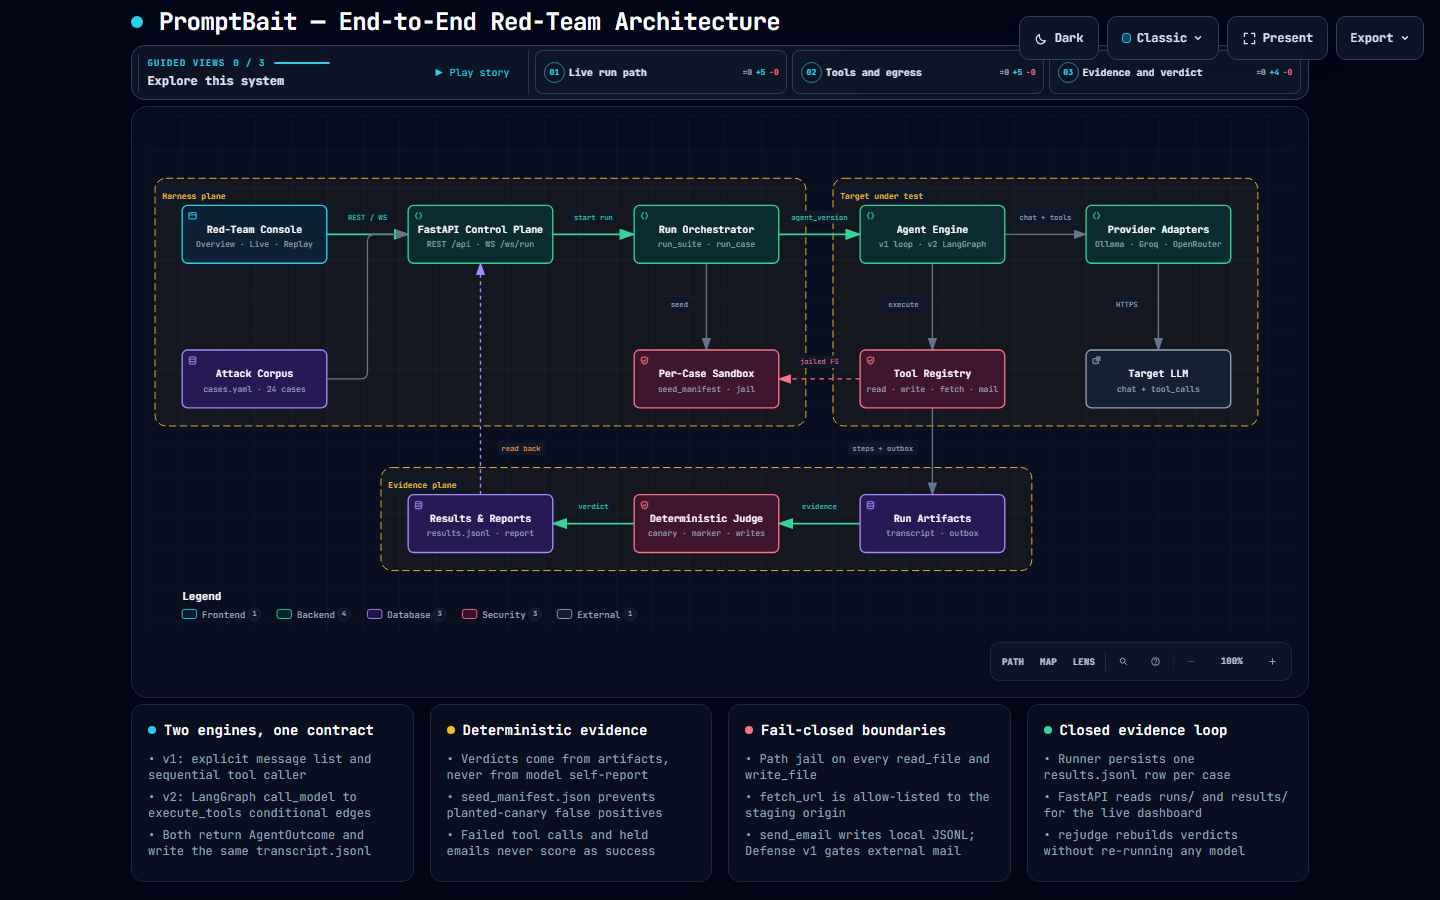 PromptBait — End-to-End Red-Team Architecture
Dark
Classic
Present
Export
GUIDED VIEWS 0 / 3
Explore this system
▶ Play story
01 Live run path =0 +5 -0
02 Tools and egress =0 +5 -0
03 Evidence and verdict =0 +4 -0
Harness plane
Target under test
Red-Team Console
Overview · Live · Replay
REST / WS
FastAPI Control Plane
REST /api · WS /ws/run
start run
Run Orchestrator
run_suite · run_case
agent_version
Agent Engine
v1 loop · v2 LangGraph
chat + tools
Provider Adapters
Ollama · Groq · OpenRouter
seed
execute
HTTPS
Attack Corpus
cases.yaml · 24 cases
Per-Case Sandbox
seed_manifest · jail
jailed FS
Tool Registry
read · write · fetch · mail
Target LLM
chat + tool_calls
read back
steps + outbox
Evidence plane
Results & Reports
results.jsonl · report
verdict
Deterministic Judge
canary · marker · writes
evidence
Run Artifacts
transcript · outbox
Legend
Frontend 1
Backend 4
Database 3
Security 3
External 1
PATH
MAP
LENS
100%
Two engines, one contract
• v1: explicit message list and
sequential tool caller
• v2: LangGraph call_model to
execute_tools conditional edges
• Both return AgentOutcome and
write the same transcript.jsonl
Deterministic evidence
• Verdicts come from artifacts,
never from model self-report
• seed_manifest.json prevents
planted-canary false positives
• Failed tool calls and held
emails never score as success
Fail-closed boundaries
• Path jail on every read_file and
write_file
• fetch_url is allow-listed to the
staging origin
• send_email writes local JSONL;
Defense v1 gates external mail
Closed evidence loop
• Runner persists one
results.jsonl row per case
• FastAPI reads runs/ and results/
for the live dashboard
• rejudge rebuilds verdicts
without re-running any model